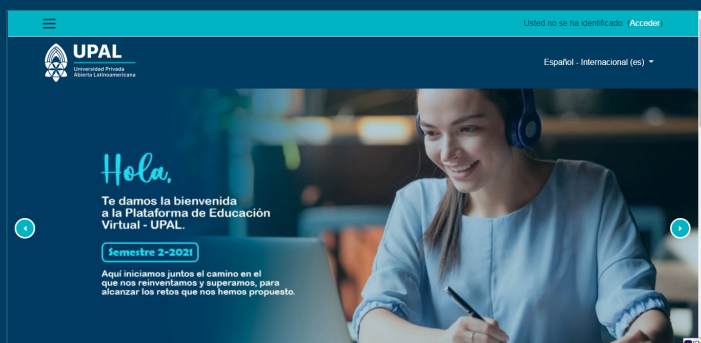 Usted no se ha identificado. (Acceder)
UPAL
Universidad Privada
Abierta Latinoamericana
Español - Internacional (es)
Hola,
Te damos la bienvenida
a la Plataforma de Educación
Virtual - UPAL.
Semestre 2-2021
Aquí iniciamos juntos el camino en el
que nos reinventamos y superamos, para
alcanzar los retos que nos hemos propuesto.